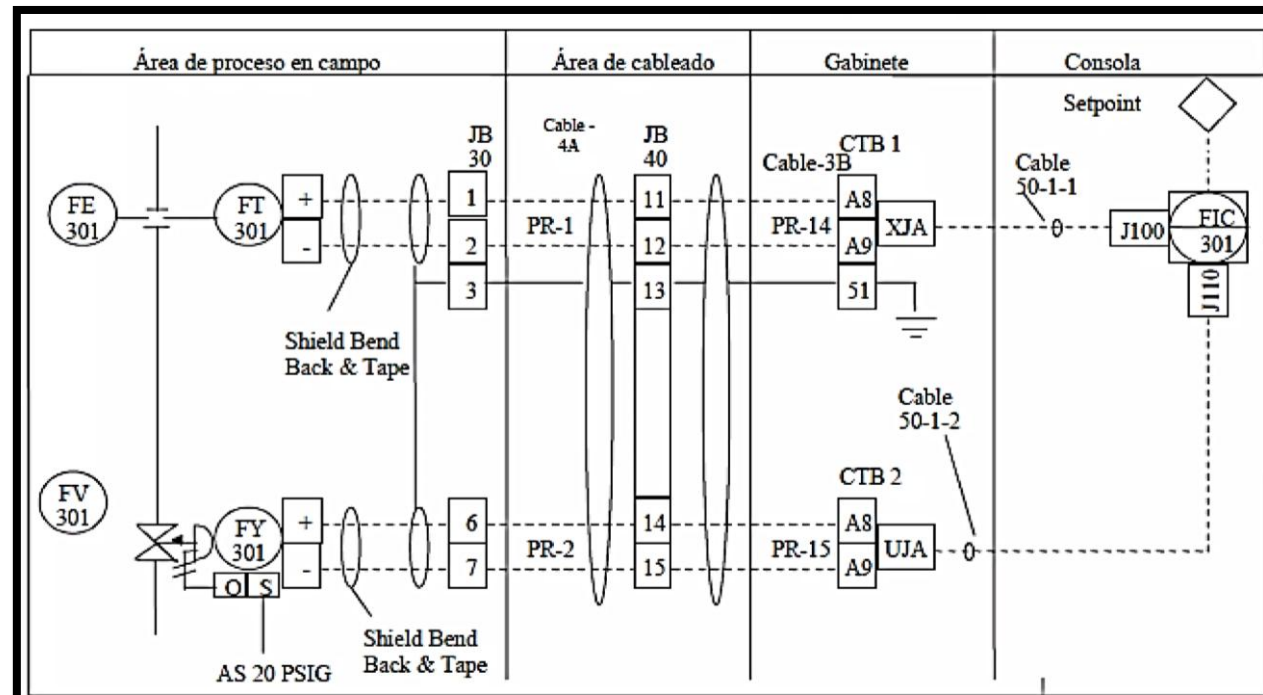 Área de proceso en campo
Área de cableado
Gabinete
Consola
Setpoint
JB
30
Cable -
4A
JB
40
CTB 1
Cable-3B
Cable
50-1-1
FE
301
FT
301
+
-
1
2
3
PR-1
11
12
13
PR-14
A8
A9
51
XJA
J100
FIC
301
J110
Shield Bend
Back & Tape
Cable
50-1-2
CTB 2
FV
301
FY
301
+
-
O S
6
7
PR-2
14
15
PR-15
A8
A9
UJA
Shield Bend
Back & Tape
AS 20 PSIG